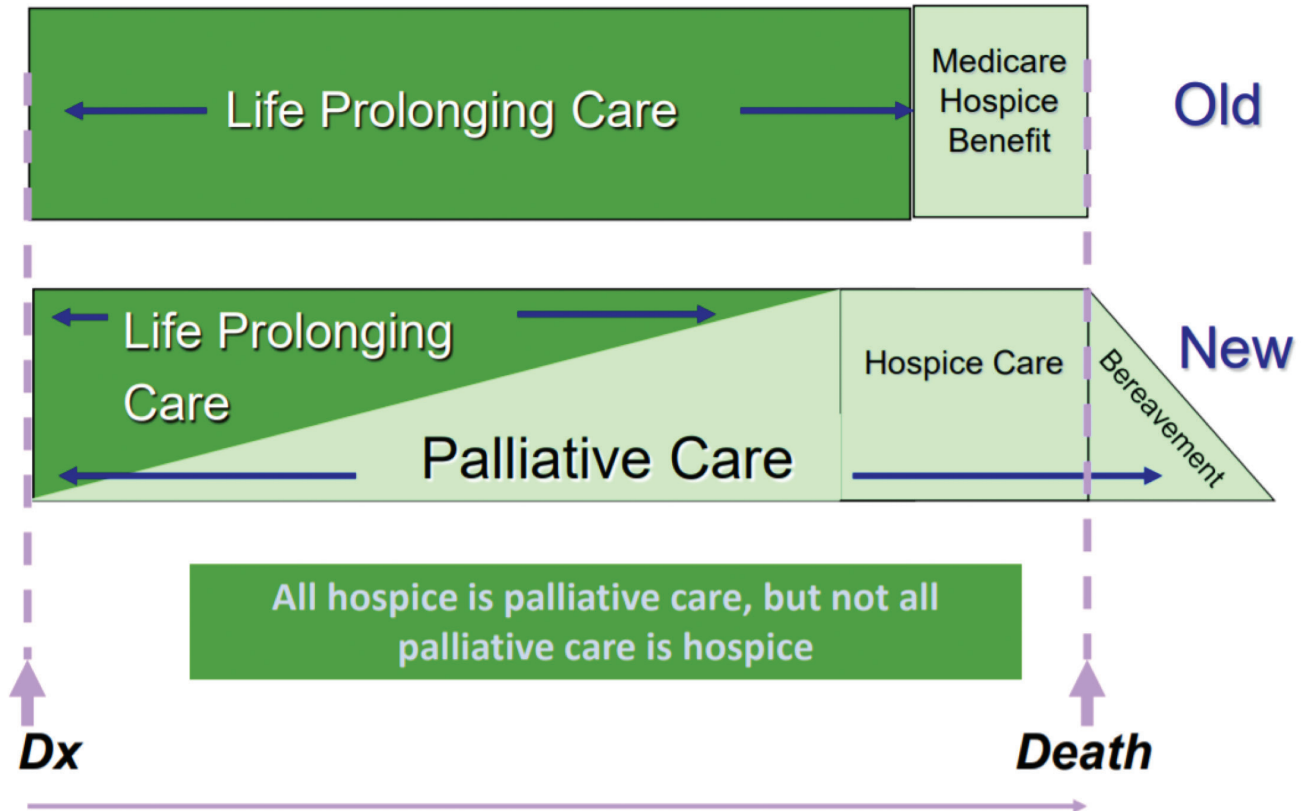 Life Prolonging Care
Medicare
Hospice
Benefit
Old
Life Prolonging
Care
Palliative Care
Hospice Care
Bereavement
New
All hospice is palliative care, but not all
palliative care is hospice
Dx
Death